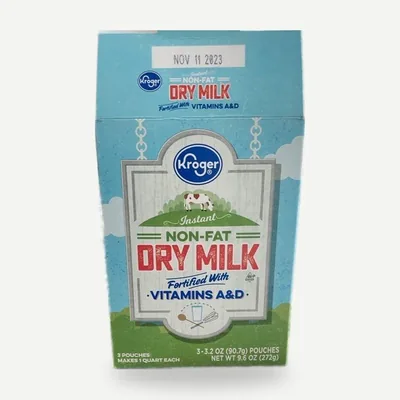 NOV 11 2023
Kroger
Instant
NON-FAT
DRY MILK
Fortified With VITAMINS A&D
Kroger®
Instant
NON-FAT
DRY MILK
Fortified With
• VITAMINS A&D •
3 POUCHES
MAKES 1 QUART EACH
3-3.2 OZ (90.7g) POUCHES
NET WT 9.6 OZ (272g)